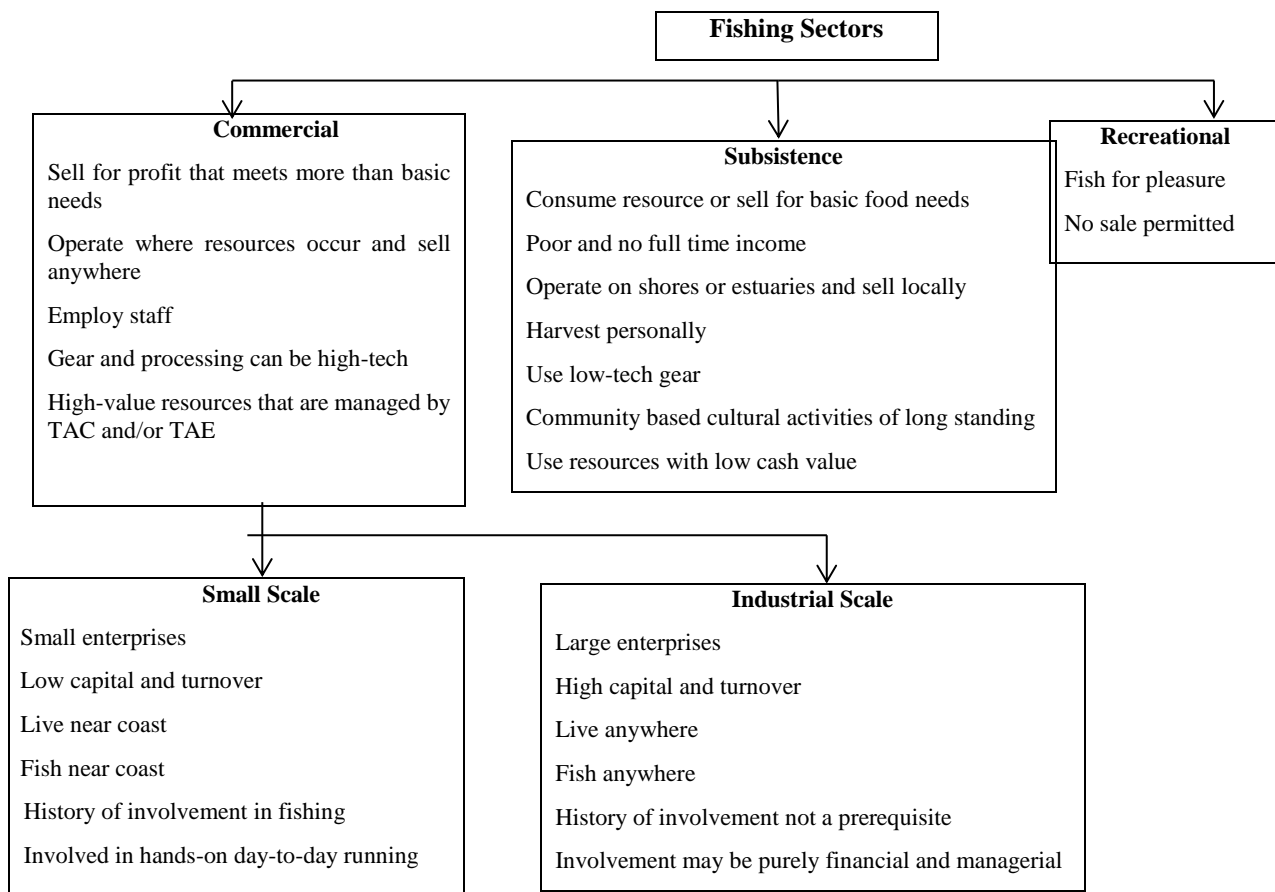 Fishing Sectors
Commercial
Sell for profit that meets more than basic
needs
Operate where resources occur and sell
anywhere
Employ staff
Gear and processing can be high-tech
High-value resources that are managed by
TAC and/or TAE
Subsistence
Consume resource or sell for basic food needs
Poor and no full time income
Operate on shores or estuaries and sell locally
Harvest personally
Use low-tech gear
Community based cultural activities of long standing
Use resources with low cash value
Recreational
Fish for pleasure
No sale permitted
Small Scale
Small enterprises
Low capital and turnover
Live near coast
Fish near coast
History of involvement in fishing
Involved in hands-on day-to-day running
Industrial Scale
Large enterprises
High capital and turnover
Live anywhere
Fish anywhere
History of involvement not a prerequisite
Involvement may be purely financial and managerial